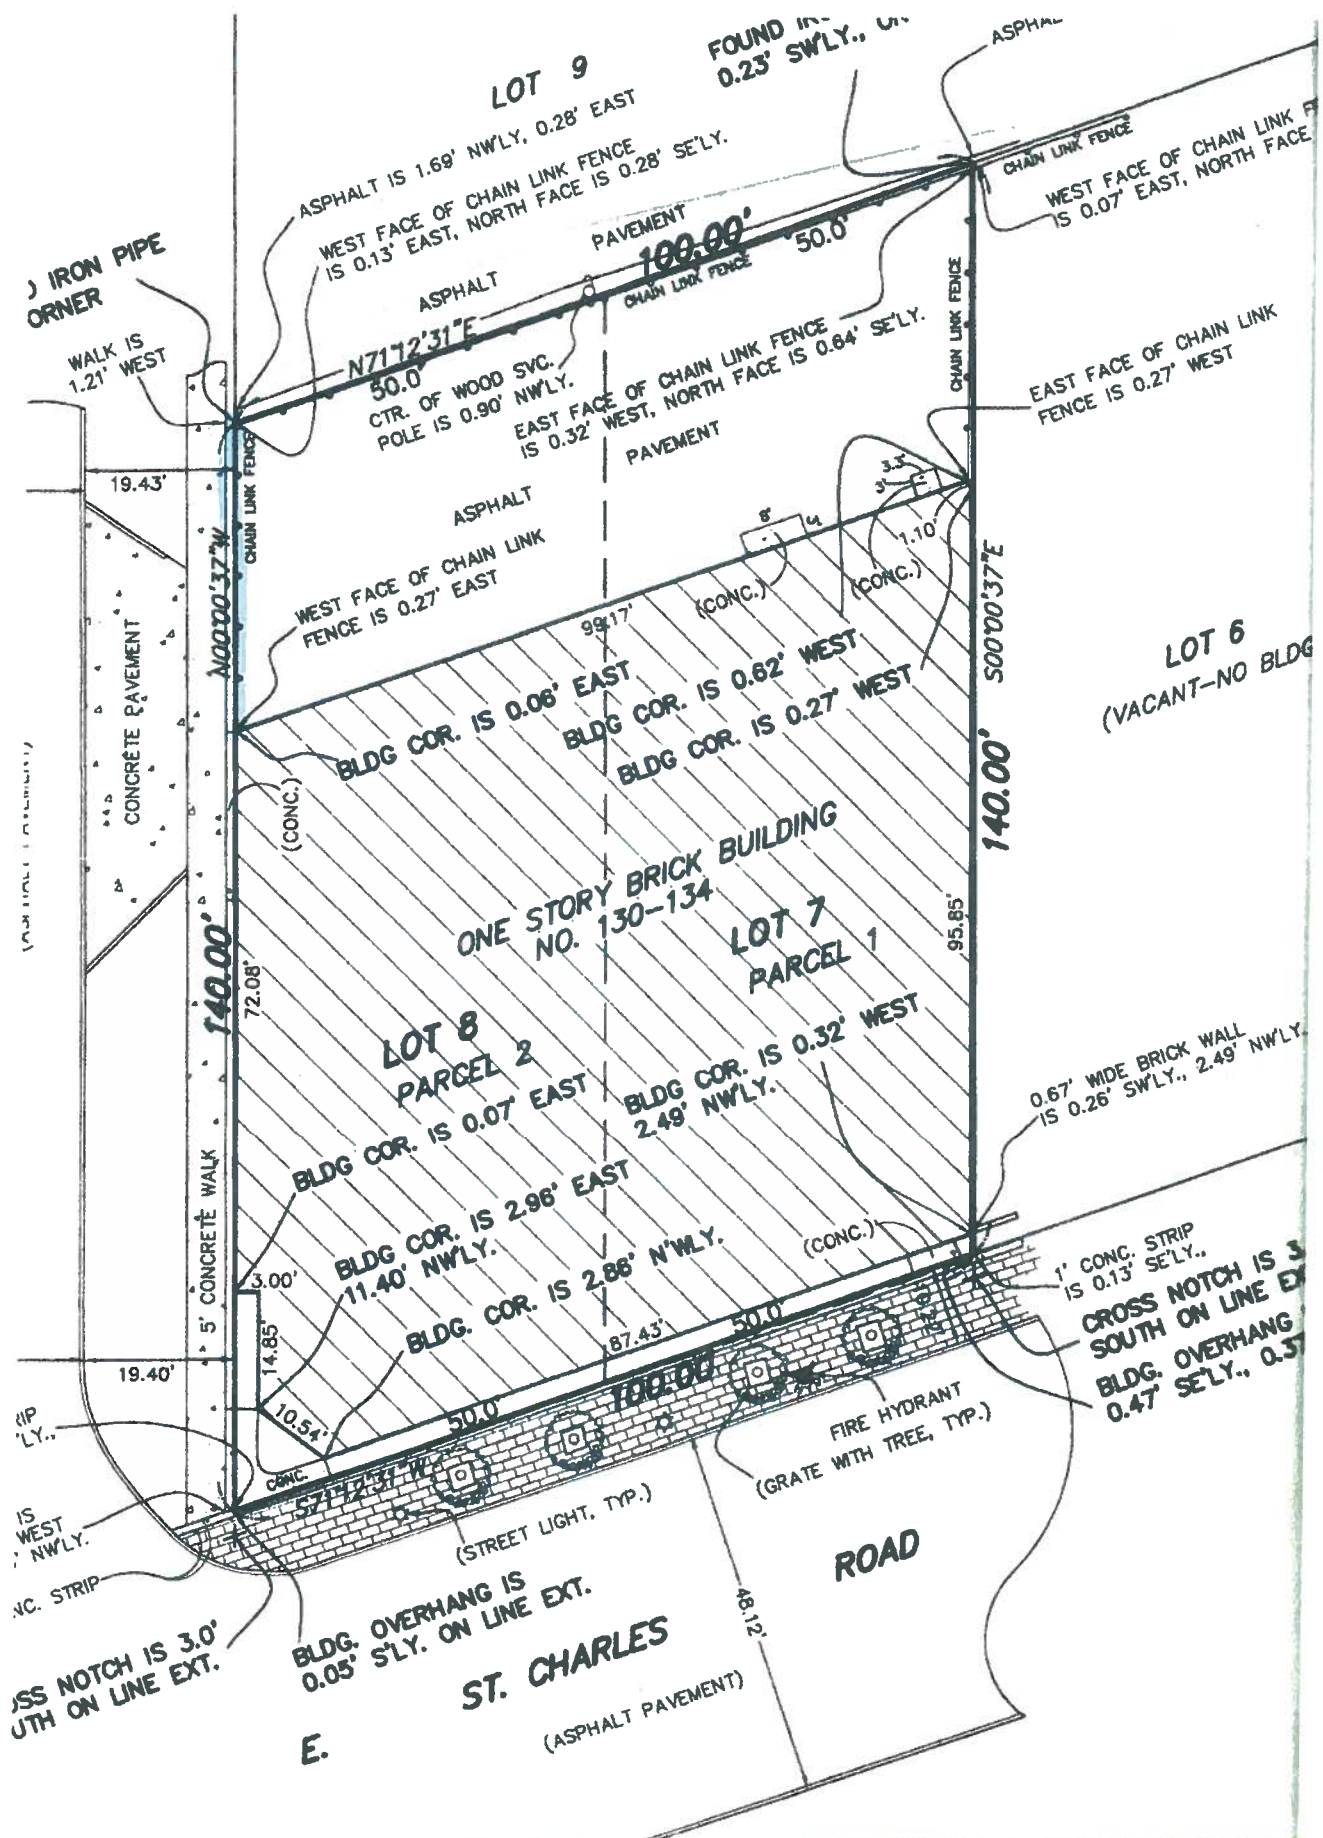 LOT 9
FOUND
0.23' SW'LY.,
ASPHAL
ASPHALT IS 1.69' NW'LY, 0.28' EAST
WEST FACE OF CHAIN LINK FENCE
IS 0.13' EAST, NORTH FACE IS 0.28' SE'LY.
CHAIN LINK FENCE
WEST FACE OF CHAIN LINK
IS 0.07' EAST, NORTH FACE
IRON PIPE
ORNER
WALK IS
1.21' WEST
ASPHALT
PAVEMENT
100.00'
50.0'
CHAIN LINK FENCE
N71°12'31"E
50.0'
CTR. OF WOOD SVC.
POLE IS 0.90' NW'LY.
EAST FACE OF CHAIN LINK FENCE
IS 0.32' WEST, NORTH FACE IS 0.64' SE'LY.
CHAIN LINK FENCE
EAST FACE OF CHAIN LINK
FENCE IS 0.27' WEST
PAVEMENT
ASPHALT
19.43'
CHAIN LINK FENCE
N00°00'37"W
WEST FACE OF CHAIN LINK
FENCE IS 0.27' EAST
3.3'
3'
8'
4'
1.10'
(CONC.)
(CONC.)
99.17'
S00°00'37"E
140.00'
LOT 6
(VACANT-NO BLDG
BLDG COR. IS 0.06' EAST
BLDG COR. IS 0.62' WEST
BLDG COR. IS 0.27' WEST
CONCRETE PAVEMENT
(CONC.)
ONE STORY BRICK BUILDING
NO. 130-134
LOT 7
PARCEL 1
95.85'
140.00'
72.08'
LOT 8
PARCEL 2
BLDG COR. IS 0.07' EAST
BLDG COR. IS 0.32' WEST
2.49' NW'LY.
0.67' WIDE BRICK WALL
IS 0.26' SW'LY., 2.49' NW'LY.
5' CONCRETE WALK
BLDG COR. IS 2.96' EAST
11.40' NW'LY.
BLDG. COR. IS 2.86' N'WLY.
(CONC.)
3.00'
14.85'
10.54'
19.40'
87.43'
50.0'
100.00'
50.0'
CONC.
S71°12'31"W
1' CONC. STRIP
IS 0.13' SE'LY.,
CROSS NOTCH IS 3.
SOUTH ON LINE EX
BLDG. OVERHANG
0.47' SE'LY., 0.3
FIRE HYDRANT
(GRATE WITH TREE, TYP.)
(STREET LIGHT, TYP.)
IP
'LY.,
IS
WEST
NW'LY.
NC. STRIP
SS NOTCH IS 3.0'
UTH ON LINE EXT.
BLDG. OVERHANG IS
0.05' S'LY. ON LINE EXT.
48.12'
E. ST. CHARLES ROAD
(ASPHALT PAVEMENT)